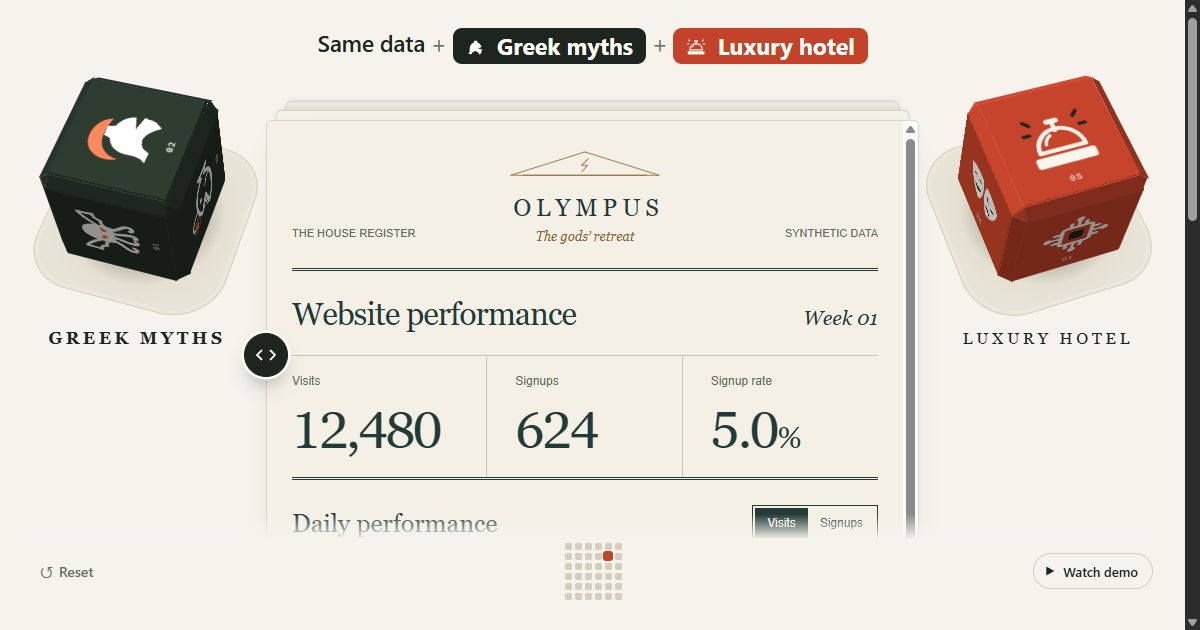 Same data + Greek myths + Luxury hotel
02
05
OLYMPUS
The gods' retreat
THE HOUSE REGISTER
SYNTHETIC DATA
Website performance
Week 01
GREEK MYTHS
LUXURY HOTEL
Visits
Signups
Signup rate
12,480
624
5.0%
Daily performance
Visits
Signups
Reset
Watch demo